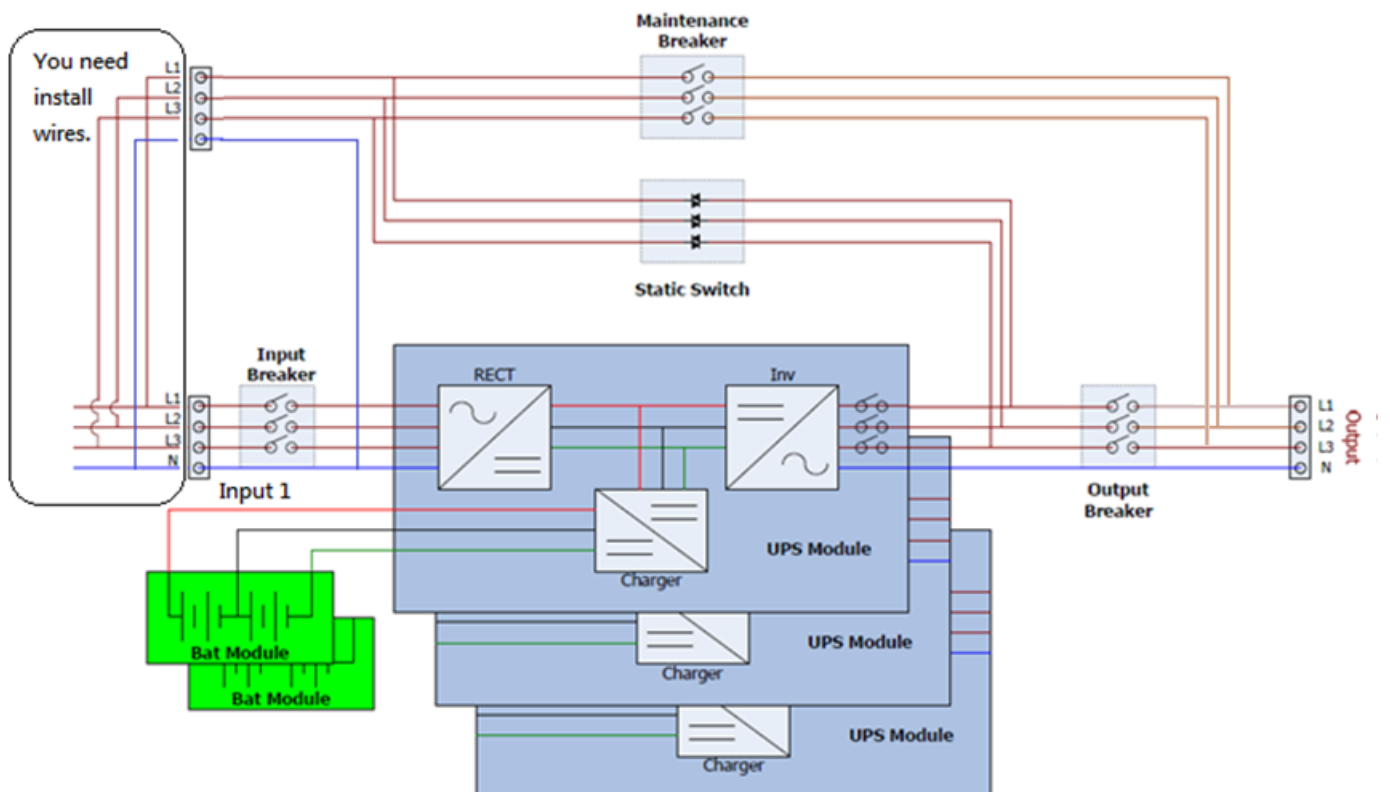 Maintenance
Breaker
You need
install
wires.
L1
L2
L3
Static Switch
Input
Breaker
RECT
Inv
L1
L2
L3
N
Input 1
L1
L2
L3
N
Output
Output
Breaker
UPS Module
Charger
Bat Module
UPS Module
Charger
Bat Module
UPS Module
Charger